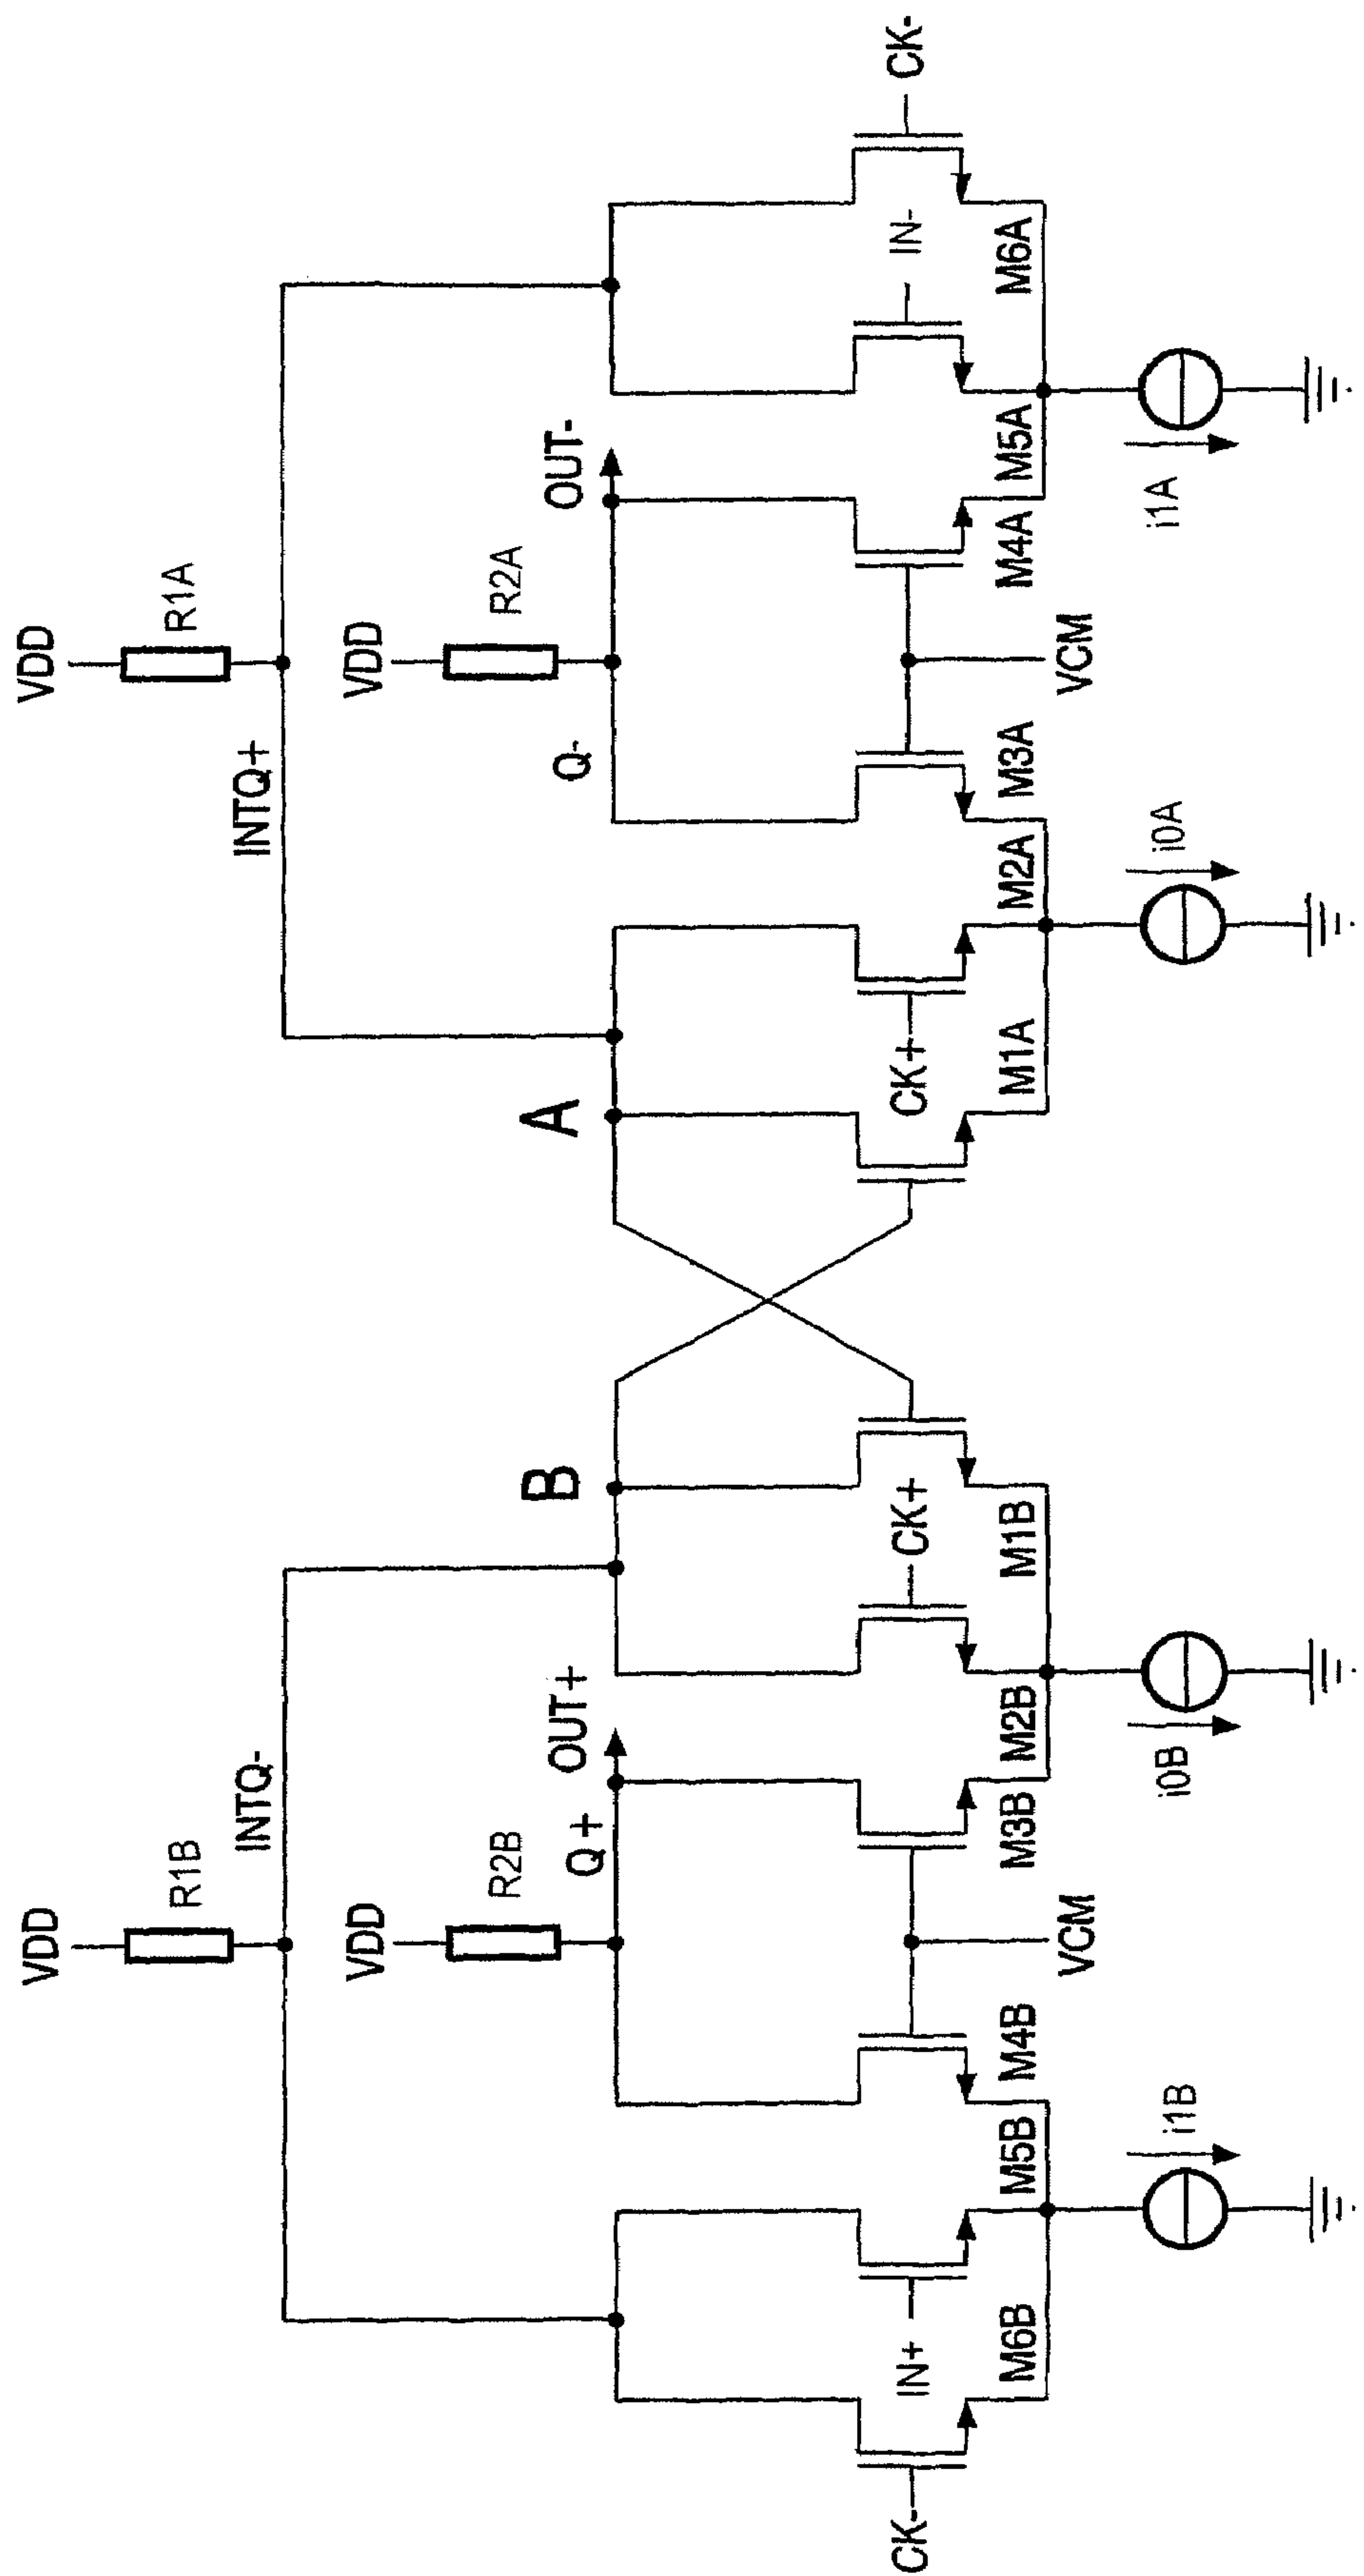 VDD
R1B
INTQ-
VDD
R1A
INTQ+
VDD
R2B
Q+
OUT+
B
A
VDD
R2A
Q-
OUT-
CK-
IN+
CK+
CK+
IN-
CK-
M6B
M5B
M4B
M3B
M2B
M1B
M1A
M2A
M3A
M4A
M5A
M6A
VCM
VCM
i1B
i0B
i0A
i1A